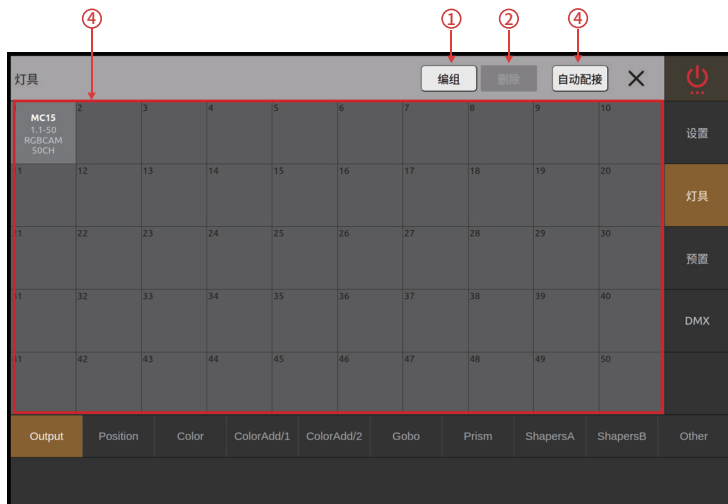 ④ ① ② ④
灯具 编组 删除 自动配接
MC15 2 3 4 5 6 7 8 9 10
1.1-50
RGBCAM
50CH
设置
11 12 13 14 15 16 17 18 19 20
灯具
21 22 23 24 25 26 27 28 29 30
预置
31 32 33 34 35 36 37 38 39 40
DMX
41 42 43 44 45 46 47 48 49 50
Output Position Color ColorAdd/1 ColorAdd/2 Gobo Prism ShapersA ShapersB Other